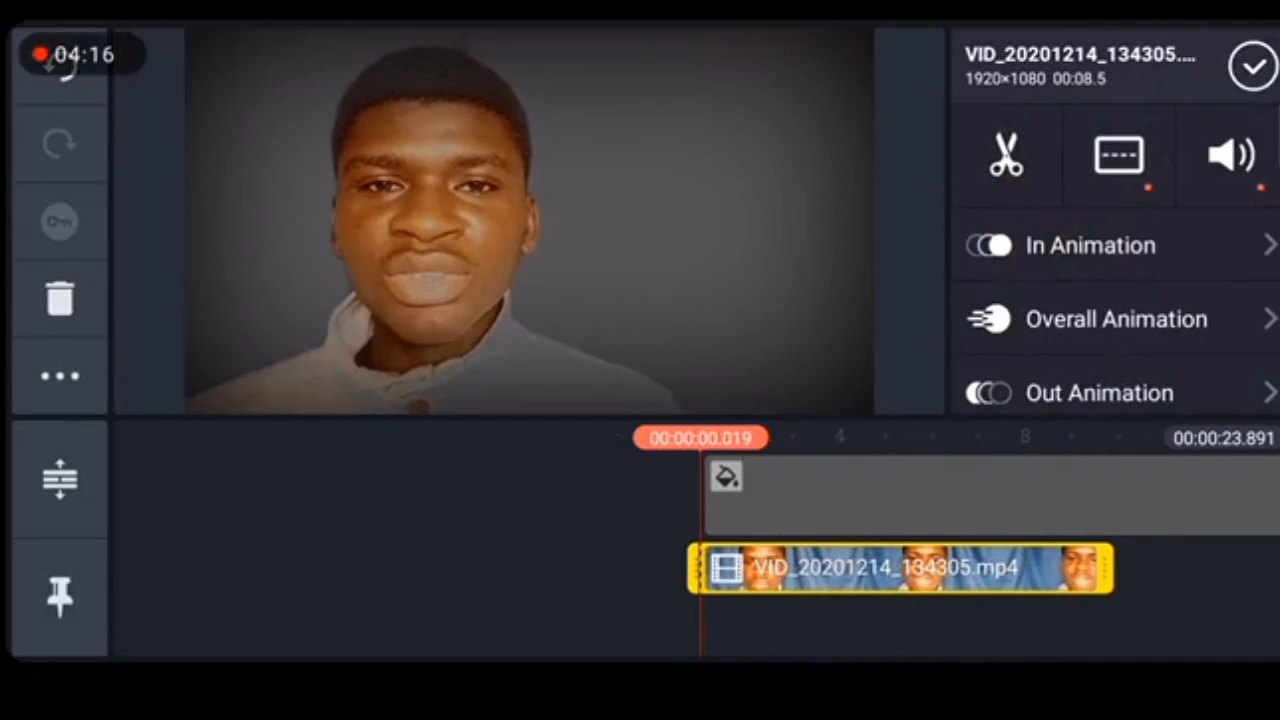 04:16
VID_20201214_134305....
1920×1080 00:08.5
In Animation
Overall Animation
Out Animation
00:00:00.019
4
8
00:00:23.891
VID_20201214_134305.mp4